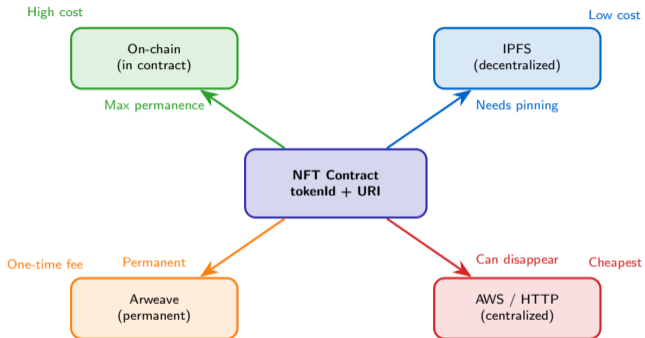 High cost
Low cost
On-chain
(in contract)
IPFS
(decentralized)
Max permanence
Needs pinning
NFT Contract
tokenId + URI
One-time fee
Permanent
Can disappear
Cheapest
Arweave
(permanent)
AWS / HTTP
(centralized)